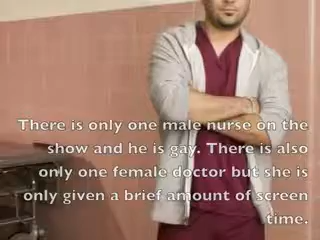 There is only one male nurse on the
show and he is gay. There is also
only one female doctor but she is
only given a brief amount of screen
time.